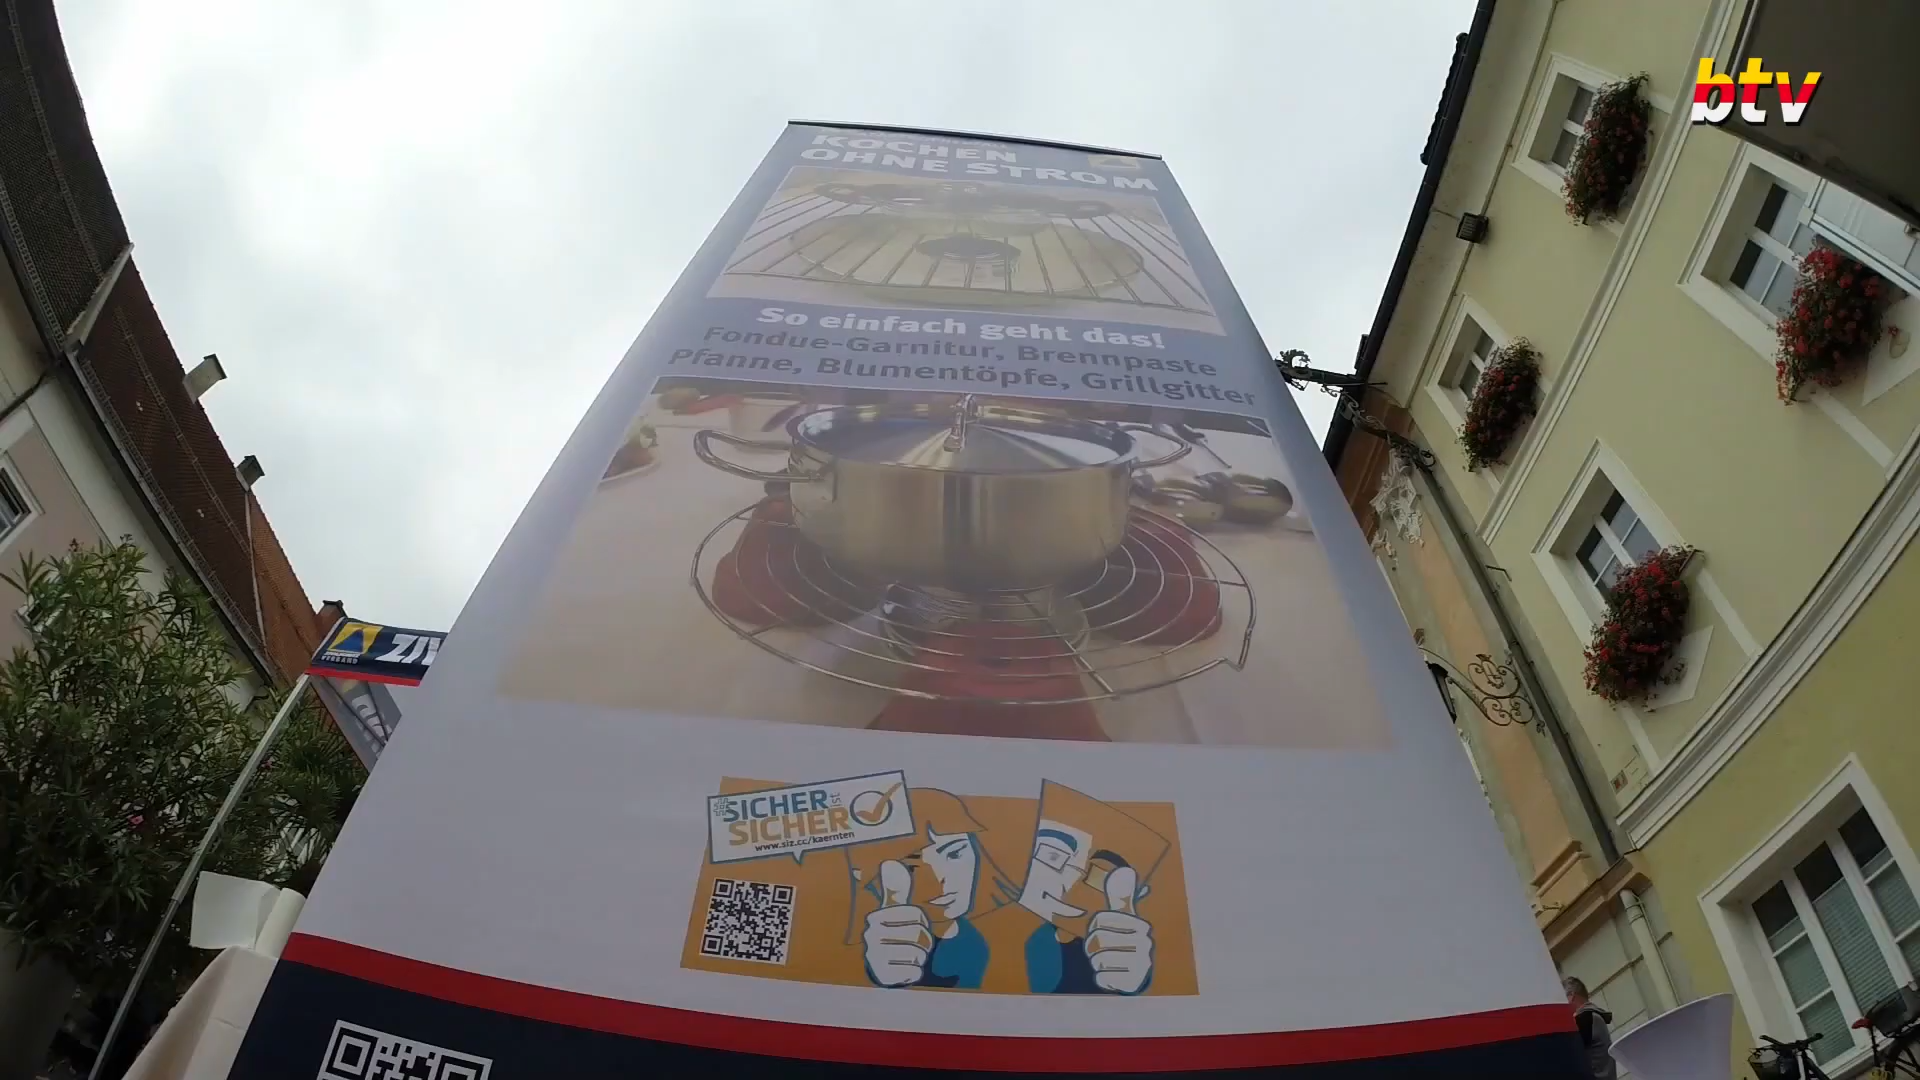 btv
KOCHEN
OHNE STROM
So einfach geht das!
Fondue-Garnitur, Brennpaste
Pfanne, Blumentöpfe, Grillgitter
SICHER ist
SICHER
www.siz.cc/kaernten